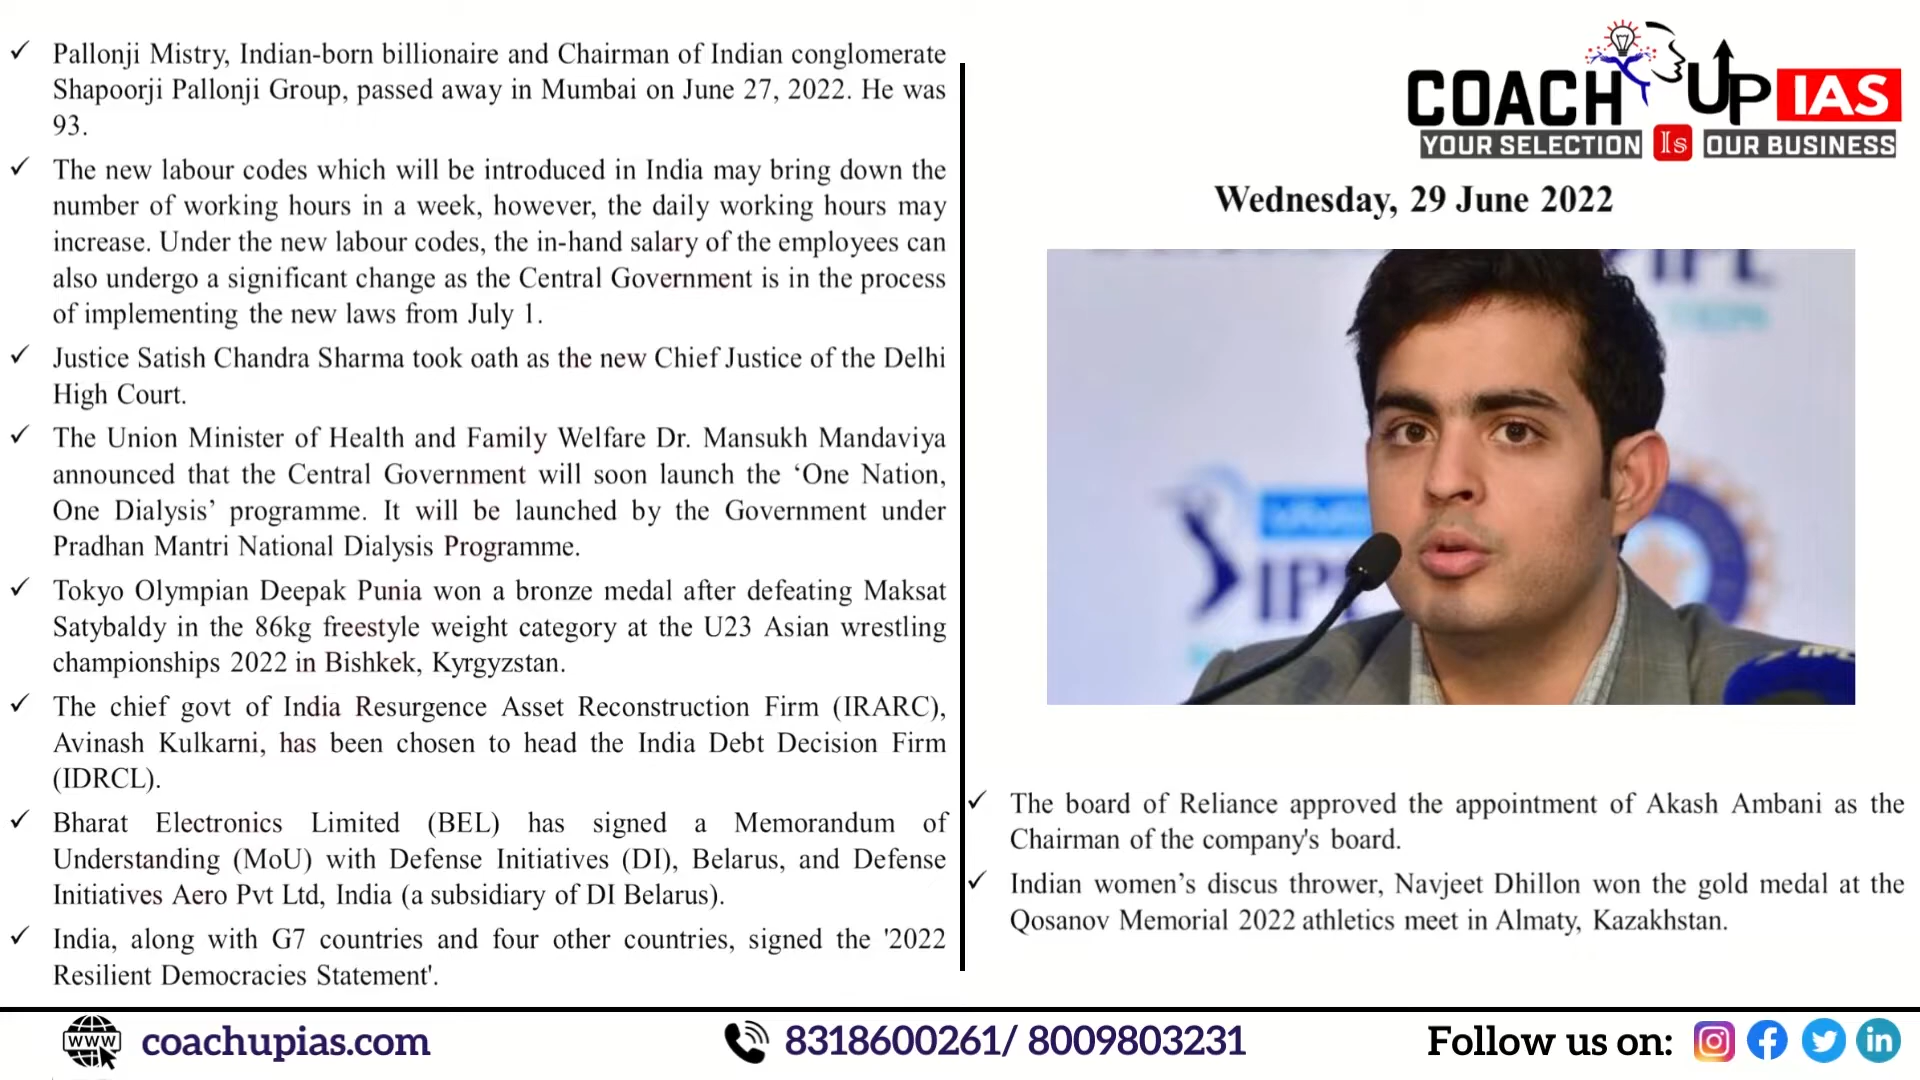 Pallonji Mistry, Indian-born billionaire and Chairman of Indian conglomerate
Shapoorji Pallonji Group, passed away in Mumbai on June 27, 2022. He was
93.
The new labour codes which will be introduced in India may bring down the
number of working hours in a week, however, the daily working hours may
increase. Under the new labour codes, the in-hand salary of the employees can
also undergo a significant change as the Central Government is in the process
of implementing the new laws from July 1.
Justice Satish Chandra Sharma took oath as the new Chief Justice of the Delhi
High Court.
The Union Minister of Health and Family Welfare Dr. Mansukh Mandaviya
announced that the Central Government will soon launch the ‘One Nation,
One Dialysis’ programme. It will be launched by the Government under
Pradhan Mantri National Dialysis Programme.
Tokyo Olympian Deepak Punia won a bronze medal after defeating Maksat
Satybaldy in the 86kg freestyle weight category at the U23 Asian wrestling
championships 2022 in Bishkek, Kyrgyzstan.
The chief govt of India Resurgence Asset Reconstruction Firm (IRARC),
Avinash Kulkarni, has been chosen to head the India Debt Decision Firm
(IDRCL).
Bharat Electronics Limited (BEL) has signed a Memorandum of
Understanding (MoU) with Defense Initiatives (DI), Belarus, and Defense
Initiatives Aero Pvt Ltd, India (a subsidiary of DI Belarus).
India, along with G7 countries and four other countries, signed the '2022
Resilient Democracies Statement'.
COACH UP IAS
YOUR SELECTION Is OUR BUSINESS
Wednesday, 29 June 2022
IPL
IPL
The board of Reliance approved the appointment of Akash Ambani as the
Chairman of the company's board.
Indian women’s discus thrower, Navjeet Dhillon won the gold medal at the
Qosanov Memorial 2022 athletics meet in Almaty, Kazakhstan.
WWW coachupias.com
8318600261/ 8009803231
Follow us on: